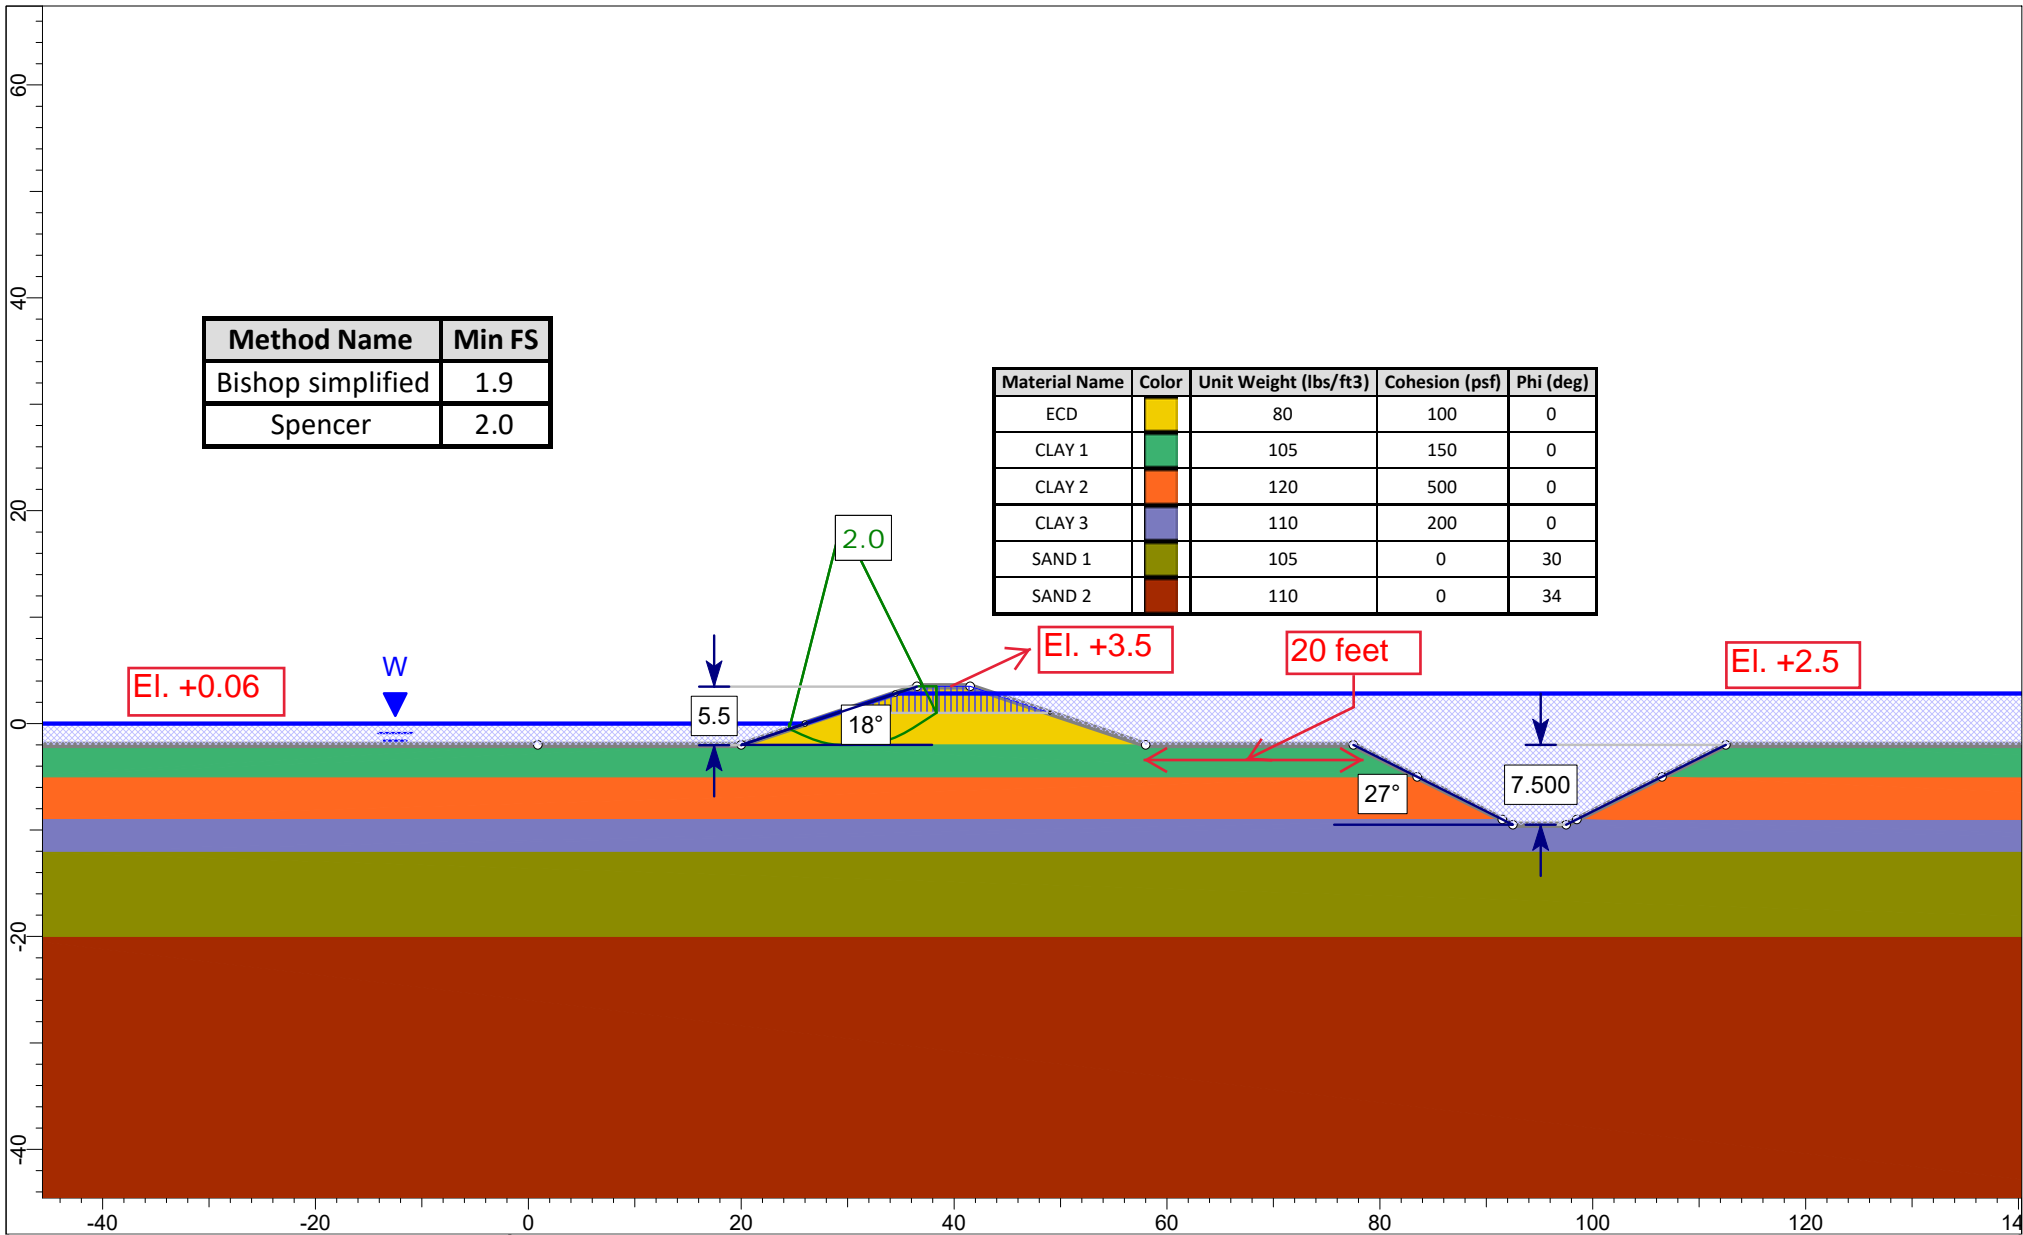 60
40
20
0
-20
-40
Method Name Min FS
Bishop simplified 1.9
Spencer 2.0
Material Name Color Unit Weight (lbs/ft3) Cohesion (psf) Phi (deg)
ECD 80 100 0
CLAY 1 105 150 0
CLAY 2 120 500 0
CLAY 3 110 200 0
SAND 1 105 0 30
SAND 2 110 0 34
2.0
El. +0.06
W
El. +3.5
20 feet
El. +2.5
5.5
18°
27°
7.500
-40 -20 0 20 40 60 80 100 120 14